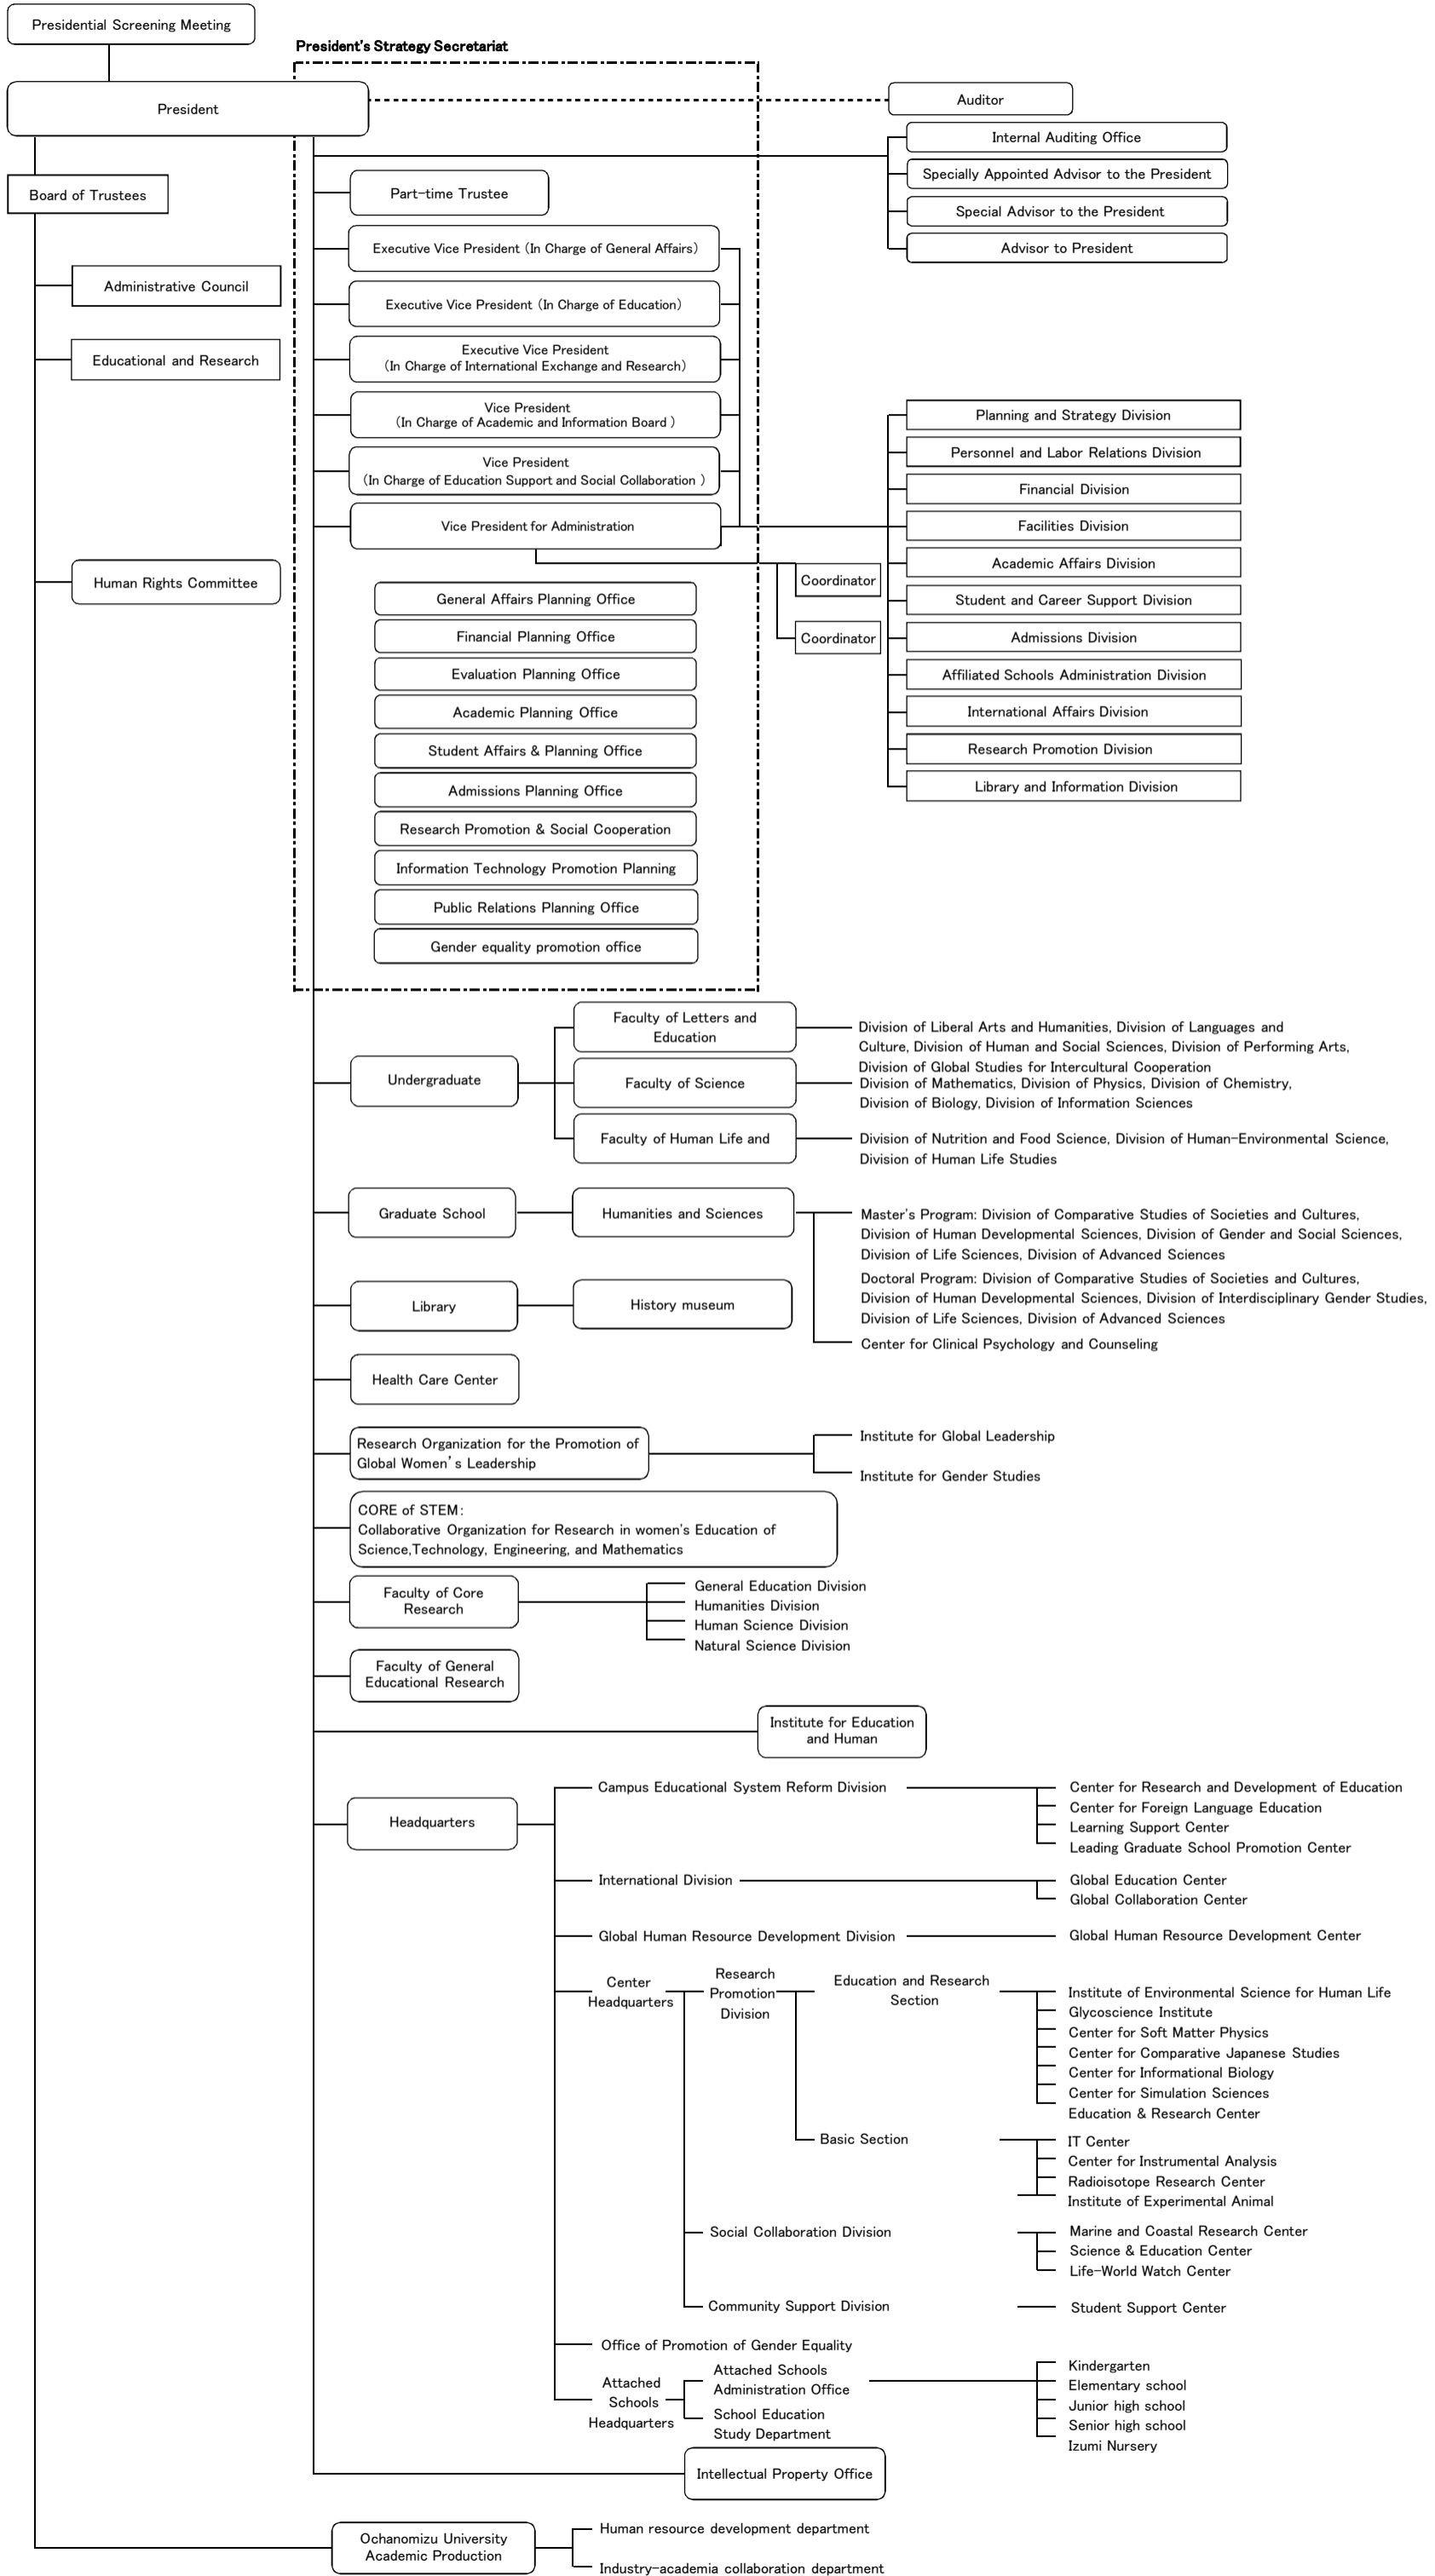 Presidential Screening Meeting
President's Strategy Secretariat
President
Auditor
Internal Auditing Office
Specially Appointed Advisor to the President
Special Advisor to the President
Advisor to President
Board of Trustees
Part-time Trustee
Administrative Council
Educational and Research
Human Rights Committee
Executive Vice President (In Charge of General Affairs)
Executive Vice President (In Charge of Education)
Executive Vice President
(In Charge of International Exchange and Research)
Vice President
(In Charge of Academic and Information Board )
Vice President
(In Charge of Education Support and Social Collaboration )
Vice President for Administration
Coordinator
Coordinator
Planning and Strategy Division
Personnel and Labor Relations Division
Financial Division
Facilities Division
Academic Affairs Division
Student and Career Support Division
Admissions Division
Affiliated Schools Administration Division
International Affairs Division
Research Promotion Division
Library and Information Division
General Affairs Planning Office
Financial Planning Office
Evaluation Planning Office
Academic Planning Office
Student Affairs & Planning Office
Admissions Planning Office
Research Promotion & Social Cooperation
Information Technology Promotion Planning
Public Relations Planning Office
Gender equality promotion office
Undergraduate
Faculty of Letters and
Education
Division of Liberal Arts and Humanities, Division of Languages and
Culture, Division of Human and Social Sciences, Division of Performing Arts,
Division of Global Studies for Intercultural Cooperation
Faculty of Science
Division of Mathematics, Division of Physics, Division of Chemistry,
Division of Biology, Division of Information Sciences
Faculty of Human Life and
Division of Nutrition and Food Science, Division of Human-Environmental Science,
Division of Human Life Studies
Graduate School
Humanities and Sciences
Master's Program: Division of Comparative Studies of Societies and Cultures,
Division of Human Developmental Sciences, Division of Gender and Social Sciences,
Division of Life Sciences, Division of Advanced Sciences
Doctoral Program: Division of Comparative Studies of Societies and Cultures,
Division of Human Developmental Sciences, Division of Interdisciplinary Gender Studies,
Division of Life Sciences, Division of Advanced Sciences
Center for Clinical Psychology and Counseling
Library
History museum
Health Care Center
Research Organization for the Promotion of
Global Women's Leadership
Institute for Global Leadership
Institute for Gender Studies
CORE of STEM:
Collaborative Organization for Research in women's Education of
Science,Technology, Engineering, and Mathematics
Faculty of Core
Research
General Education Division
Humanities Division
Human Science Division
Natural Science Division
Faculty of General
Educational Research
Institute for Education
and Human
Headquarters
Campus Educational System Reform Division
Center for Research and Development of Education
Center for Foreign Language Education
Learning Support Center
Leading Graduate School Promotion Center
International Division
Global Education Center
Global Collaboration Center
Global Human Resource Development Division
Global Human Resource Development Center
Center
Headquarters
Research
Promotion
Division
Education and Research
Section
Institute of Environmental Science for Human Life
Glycoscience Institute
Center for Soft Matter Physics
Center for Comparative Japanese Studies
Center for Informational Biology
Center for Simulation Sciences
Education & Research Center
Basic Section
IT Center
Center for Instrumental Analysis
Radioisotope Research Center
Institute of Experimental Animal
Social Collaboration Division
Marine and Coastal Research Center
Science & Education Center
Life-World Watch Center
Community Support Division
Student Support Center
Office of Promotion of Gender Equality
Attached
Schools
Headquarters
Attached Schools
Administration Office
School Education
Study Department
Kindergarten
Elementary school
Junior high school
Senior high school
Izumi Nursery
Intellectual Property Office
Ochanomizu University
Academic Production
Human resource development department
Industry-academia collaboration department